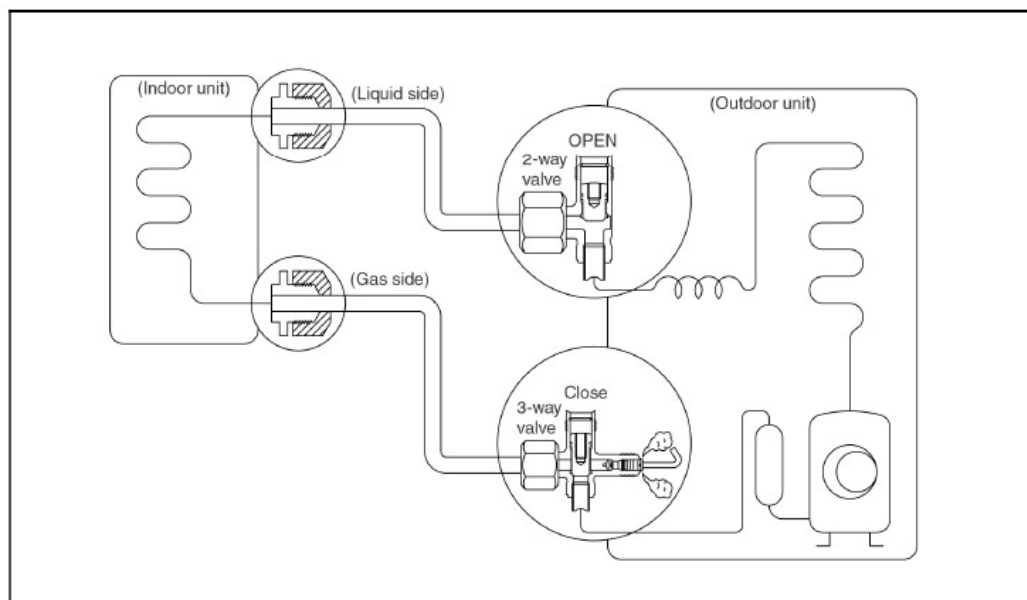 (Indoor unit)
(Liquid side)
(Outdoor unit)
OPEN
2-way
valve
(Gas side)
Close
3-way
valve